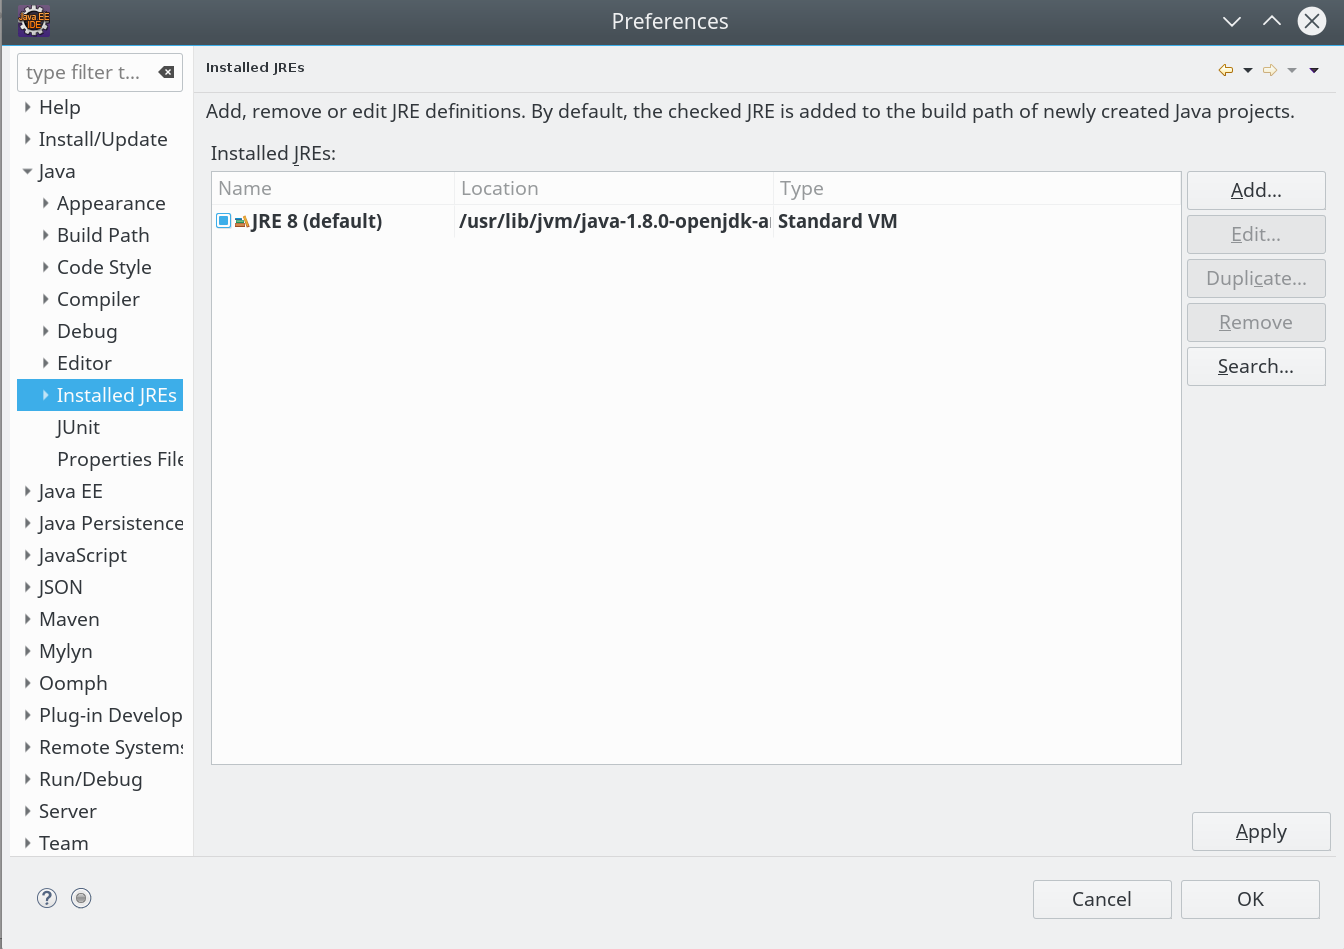 Java EE
IDE
Preferences
type filter t...
Help
Install/Update
Java
Appearance
Build Path
Code Style
Compiler
Debug
Editor
Installed JREs
JUnit
Properties File
Java EE
Java Persistence
JavaScript
JSON
Maven
Mylyn
Oomph
Plug-in Develop
Remote Systems
Run/Debug
Server
Team
Installed JREs
Add, remove or edit JRE definitions. By default, the checked JRE is added to the build path of newly created Java projects.
Installed JREs:
Name Location Type
JRE 8 (default) /usr/lib/jvm/java-1.8.0-openjdk-a Standard VM
Add...
Edit...
Duplicate...
Remove
Search...
Apply
?
Cancel OK